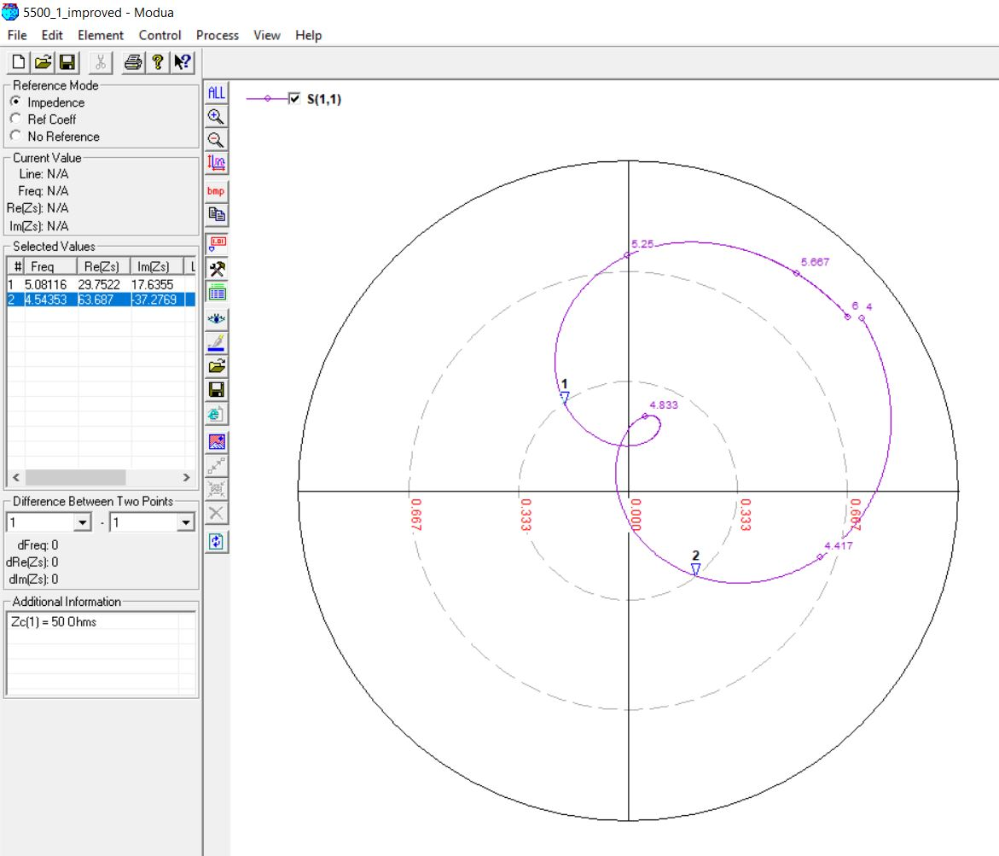 5500_1_improved - Modua
File Edit Element Control Process View Help
Reference Mode
Impedence
Ref Coeff
No Reference
Current Value
Line: N/A
Freq: N/A
Re(Zs): N/A
Im(Zs): N/A
Selected Values
# Freq Re(Zs) Im(Zs) L
1 5.08116 29.7522 17.6355
2 4.54353 63.687 -37.2769
Difference Between Two Points
1 - 1
dFreq: 0
dRe(Zs): 0
dIm(Zs): 0
Additional Information
Zc(1) = 50 Ohms
ALL
bmp
1.01
S(1,1)
5.25
5.667
6 4
1
4.833
0.667 0.333 0.000 0.333 0.667
4.417
2